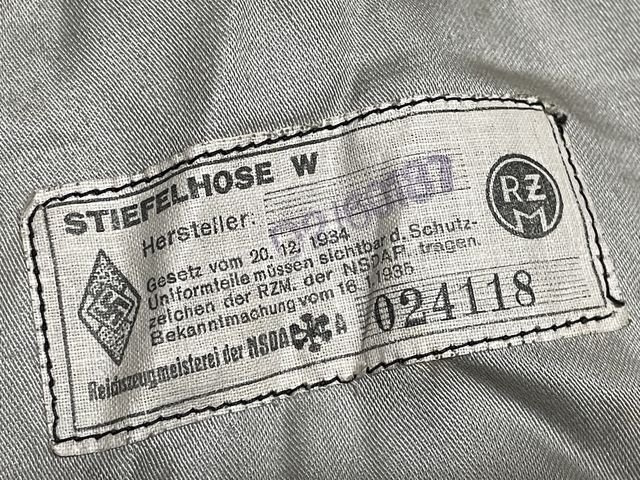 STIEFELHOSE W
Hersteller:
Gesetz vom 20. 12. 1934
Uniformteile müssen sichtbar d. Schutz-
zeichen der RZM. der NSDAP. tragen.
Bekanntmachung vom 16. 1. 1935
Reichszeugmeisterei der NSDA A
024118
RZM